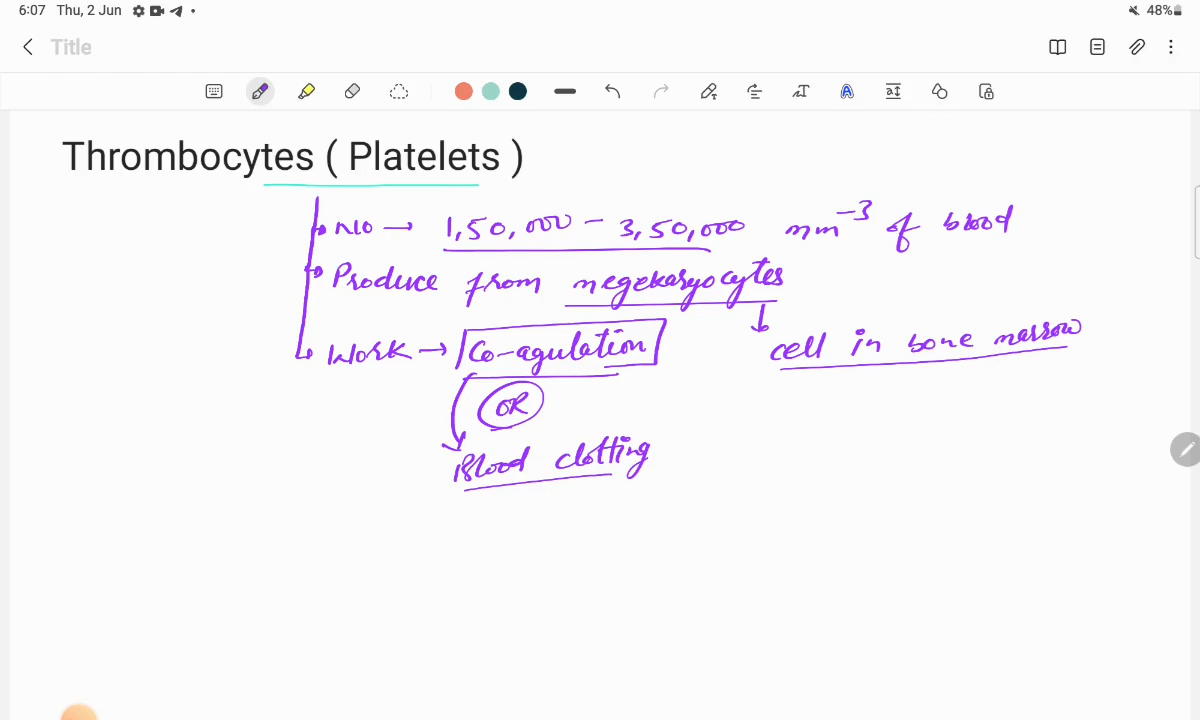 6:07 Thu, 2 Jun
48%
Title
Thrombocytes ( Platelets )
No → 1,50,000 - 3,50,000 mm⁻³ of blood
Produce from megekaryocytes
Work → Co-agulation
cell in bone marrow
OR
Blood clotting